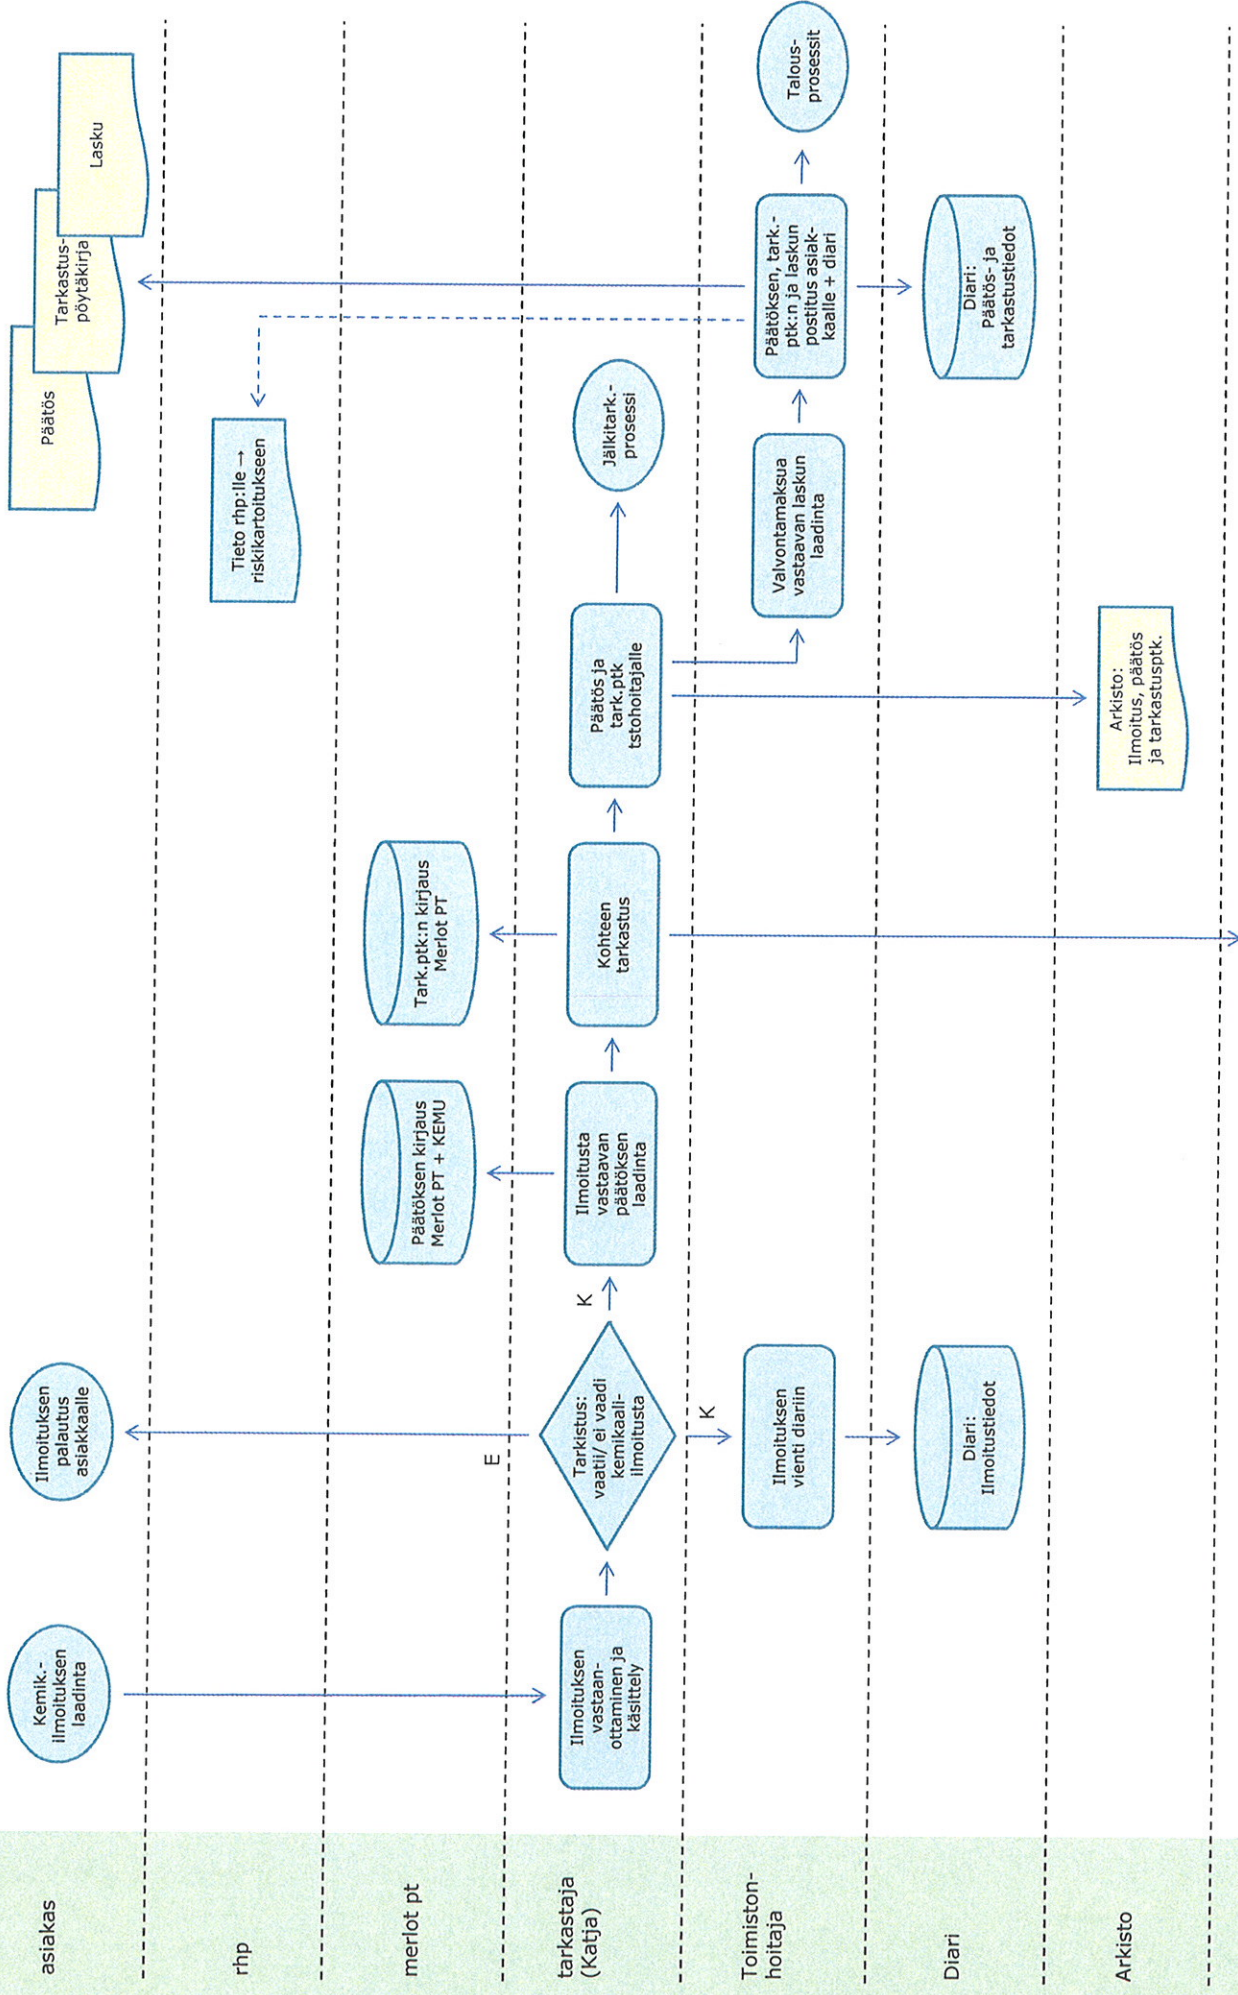 asiakas
Kemik.-
ilmoituksen
laadinta
Ilmoituksen
palautus
asiakkaalle
Päätös
Tarkastus-
pöytäkirja
Lasku
rhp
Tieto rhp:lle →
riskikartoitukseen
merlot pt
Päätöksen kirjaus
Merlot PT + KEMU
Tark.ptk:n kirjaus
Merlot PT
tarkastaja
(Katja)
Ilmoituksen
vastaan-
ottaminen ja
käsittely
E
Tarkistus:
vaatii/ ei vaadi
kemikaali-
ilmoitusta
K
K
Ilmoitusta
vastaavan
päätöksen
laadinta
Kohteen
tarkastus
Päätös ja
tark.ptk
tstohoitajalle
Jälkitark.-
prosessi
Toimiston-
hoitaja
Ilmoituksen
vienti diariin
Valvontamaksua
vastaavan laskun
laadinta
Päätöksen, tark.-
ptk:n ja laskun
postitus asiak-
kaalle + diari
Talous-
prosessit
Diari
Diari:
Ilmoitustiedot
Diari:
Päätös- ja
tarkastustiedot
Arkisto
Arkisto:
Ilmoitus, päätös
ja tarkastusptk.